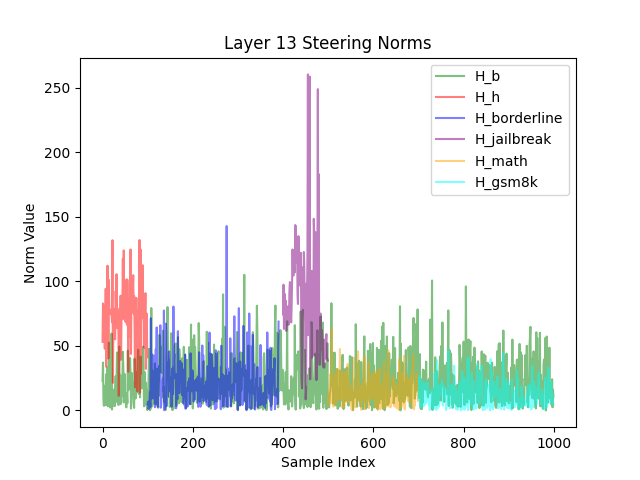 Layer 13 Steering Norms
Norm Value
250
200
150
100
50
0
0
200
400
600
800
1000
Sample Index
H_b
H_h
H_borderline
H_jailbreak
H_math
H_gsm8k